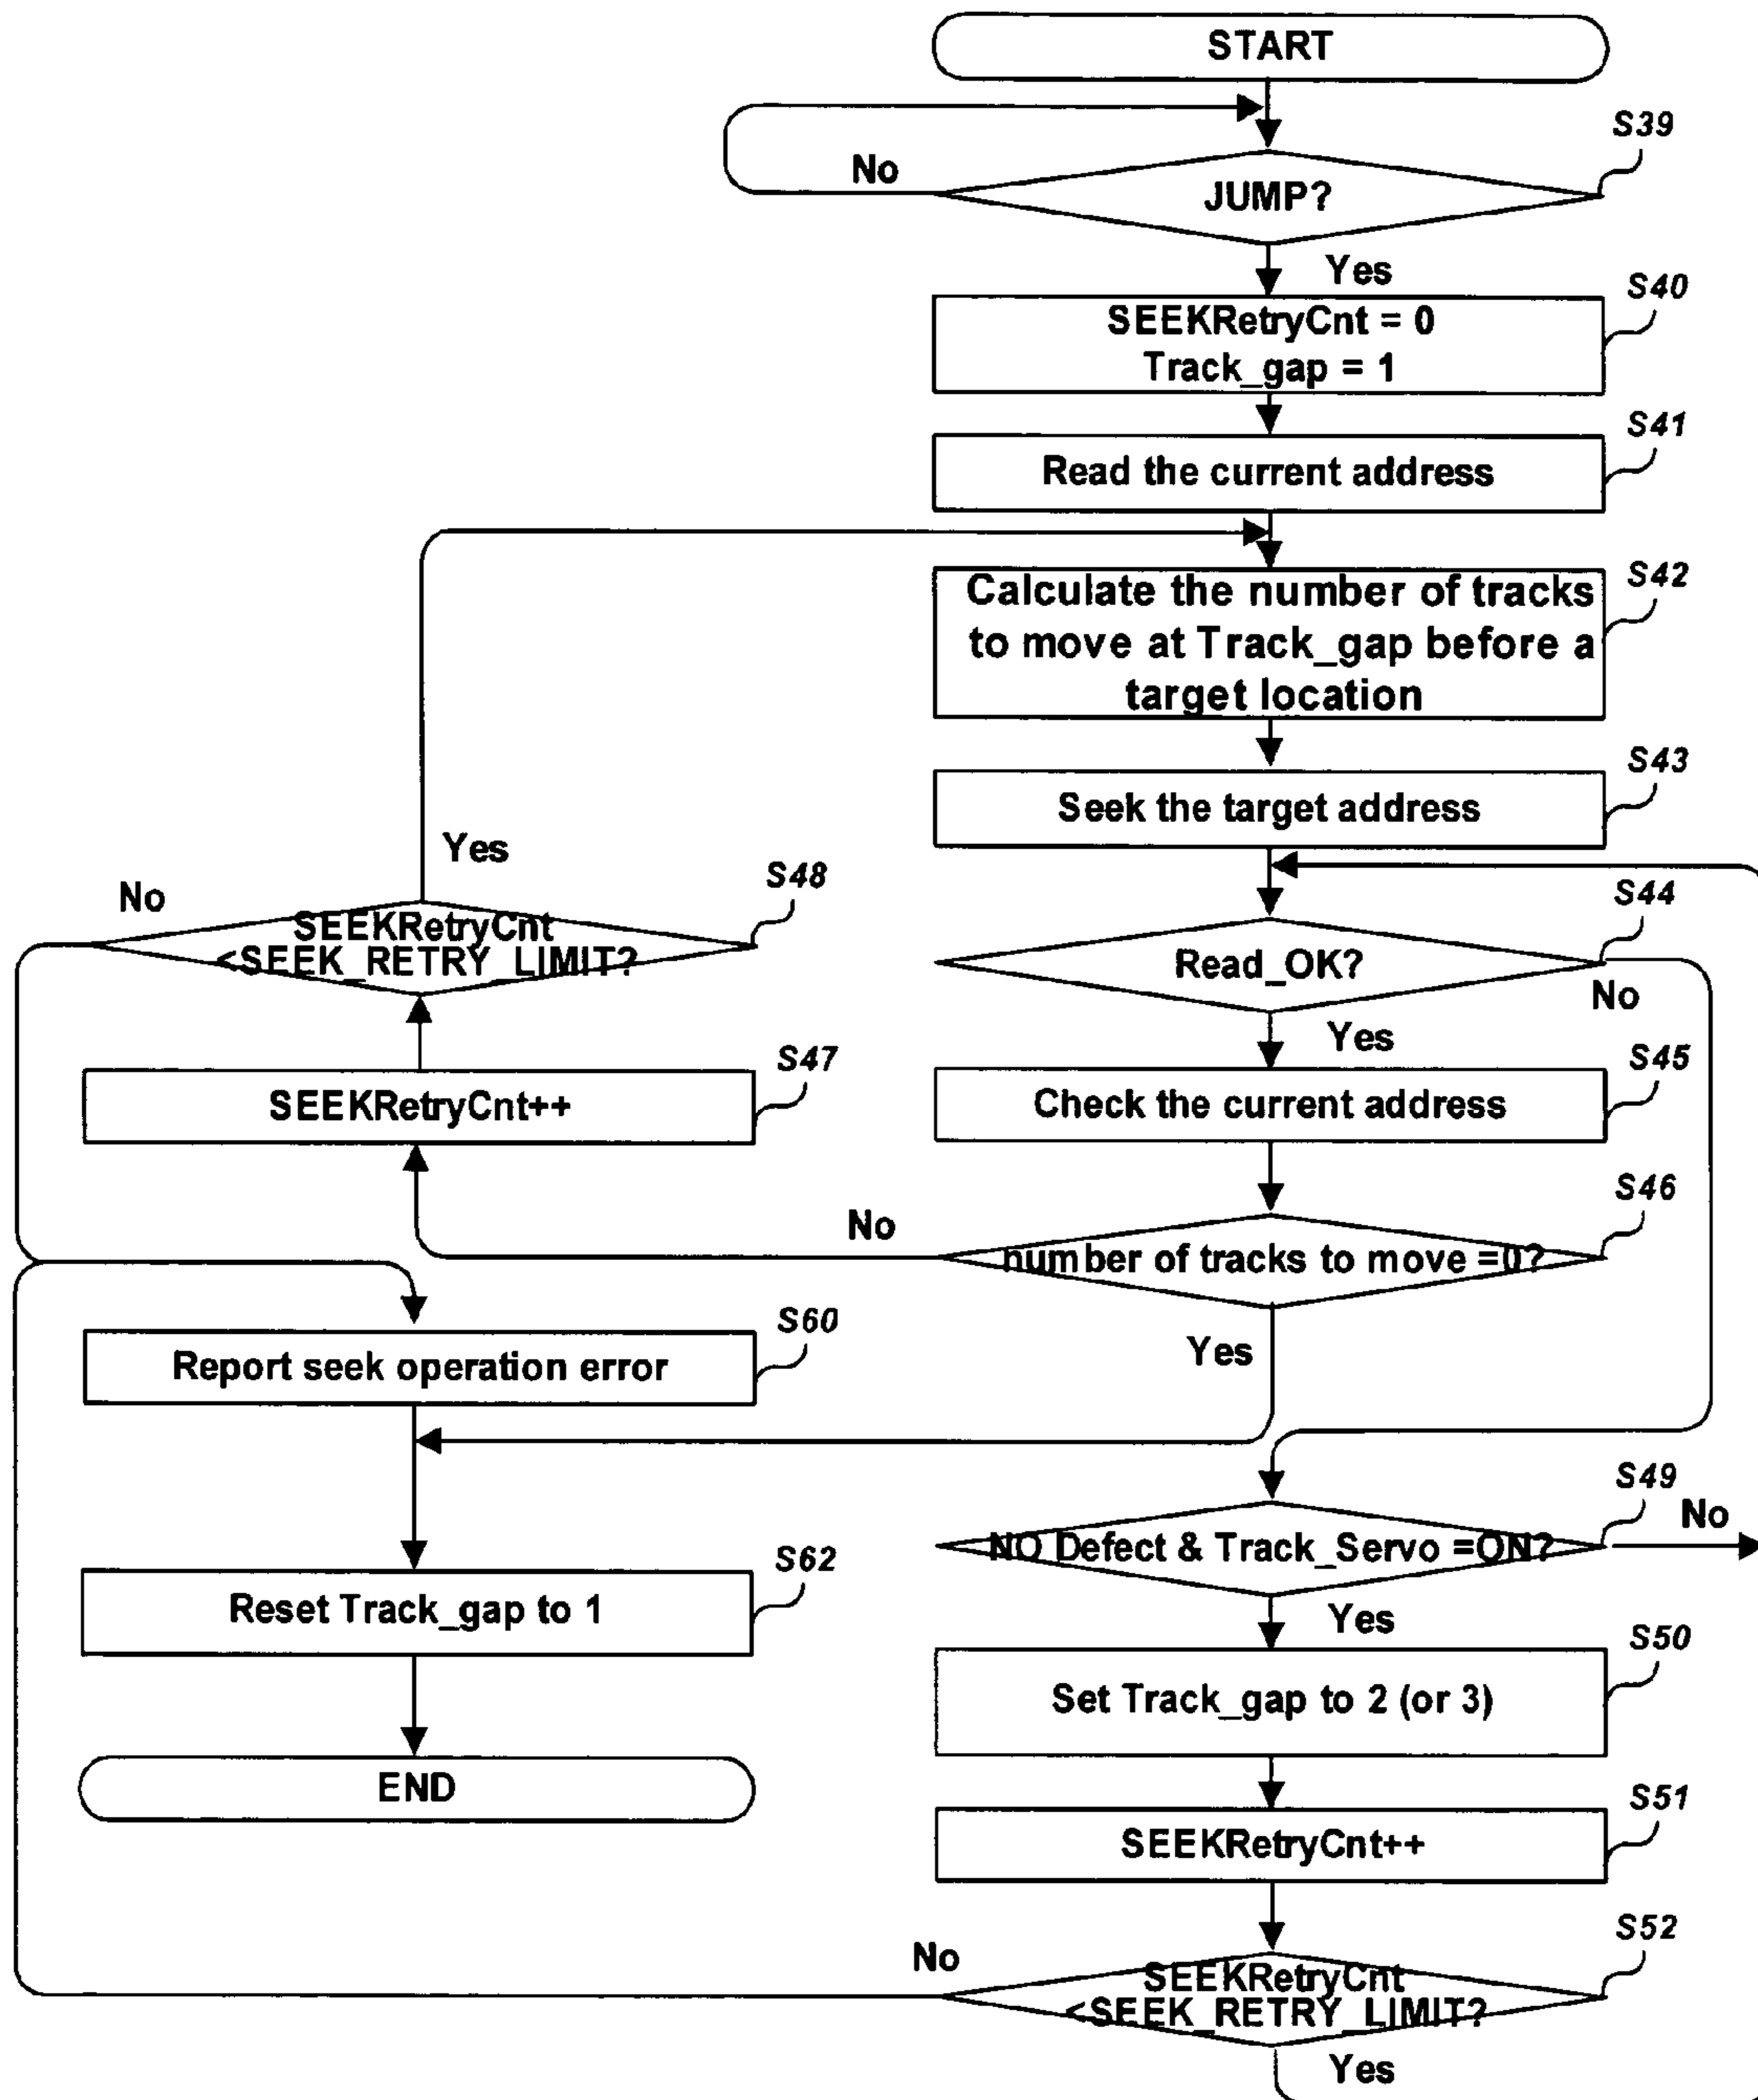 START
S39
No
JUMP?
Yes
S40
SEEKRetryCnt = 0
Track_gap = 1
S41
Read the current address
S42
Calculate the number of tracks
to move at Track_gap before a
target location
S43
Seek the target address
Yes
No
S48
SEEKRetryCnt
<SEEK_RETRY_LIMIT?
S44
Read_OK?
No
Yes
S47
SEEKRetryCnt++
S45
Check the current address
S46
No
number of tracks to move =0?
S60
Report seek operation error
Yes
S49
NO Defect & Track_Servo =ON?
No
S62
Reset Track_gap to 1
Yes
S50
Set Track_gap to 2 (or 3)
END
S51
SEEKRetryCnt++
S52
No
SEEKRetryCnt
<SEEK_RETRY_LIMIT?
Yes